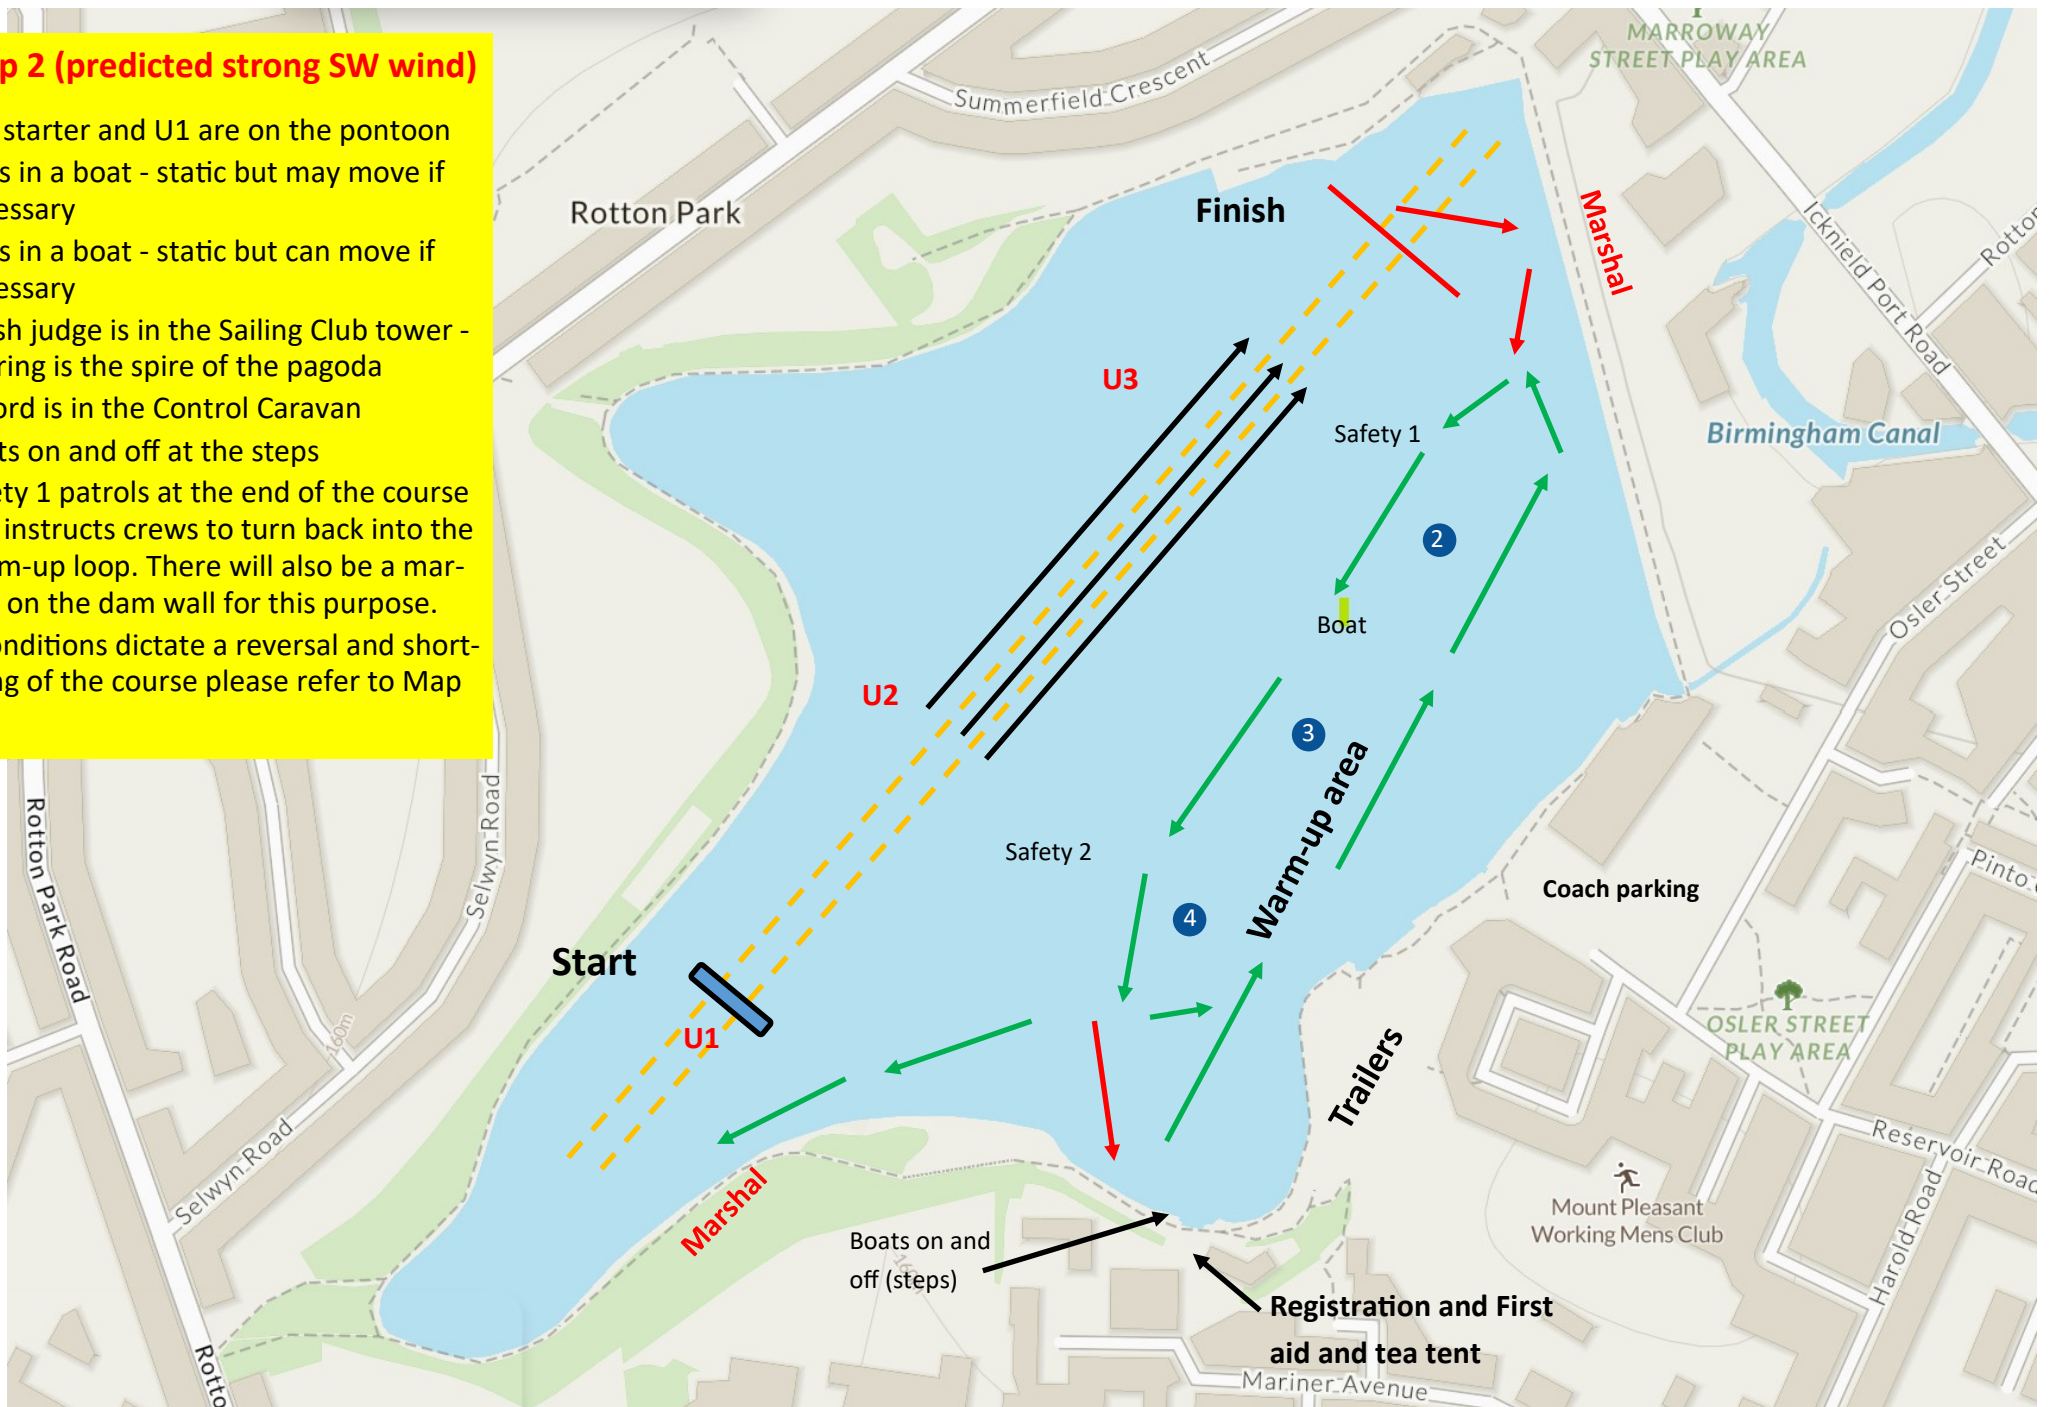 p 2 (predicted strong SW wind)
starter and U1 are on the pontoon
s in a boat - static but may move if
essary
s in a boat - static but can move if
essary
sh judge is in the Sailing Club tower -
ring is the spire of the pagoda
ord is in the Control Caravan
ts on and off at the steps
ety 1 patrols at the end of the course
instructs crews to turn back into the
m-up loop. There will also be a mar-
on the dam wall for this purpose.
onditions dictate a reversal and short-
ng of the course please refer to Map
MARROWAY
STREET PLAY AREA
Summerfield Crescent
Rotton Park
Finish
Marshal
Icknield Port Road
Rotton
U3
Safety 1
Birmingham Canal
2
Boat
Osler Street
U2
3
Warm-up area
Selwyn Road
Rotton Park Road
Safety 2
Pinto
Coach parking
4
Start
160m
U1
OSLER STREET
PLAY AREA
Trailers
Selwyn Road
Reservoir Road
Marshal
Mount Pleasant
Working Mens Club
Harold Road
Boats on and
off (steps)
160m
Registration and First
aid and tea tent
Rotto
Mariner Avenue